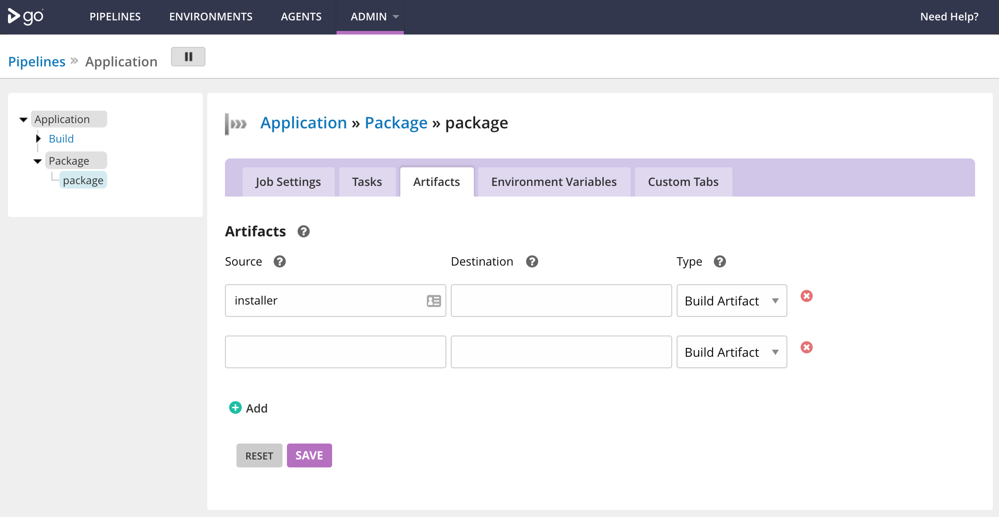 go PIPELINES ENVIRONMENTS AGENTS ADMIN Need Help?
Pipelines » Application
Application
Build
Package
package
Application » Package » package
Job Settings Tasks Artifacts Environment Variables Custom Tabs
Artifacts ?
Source ? Destination ? Type ?
installer Build Artifact
Build Artifact
Add
RESET SAVE